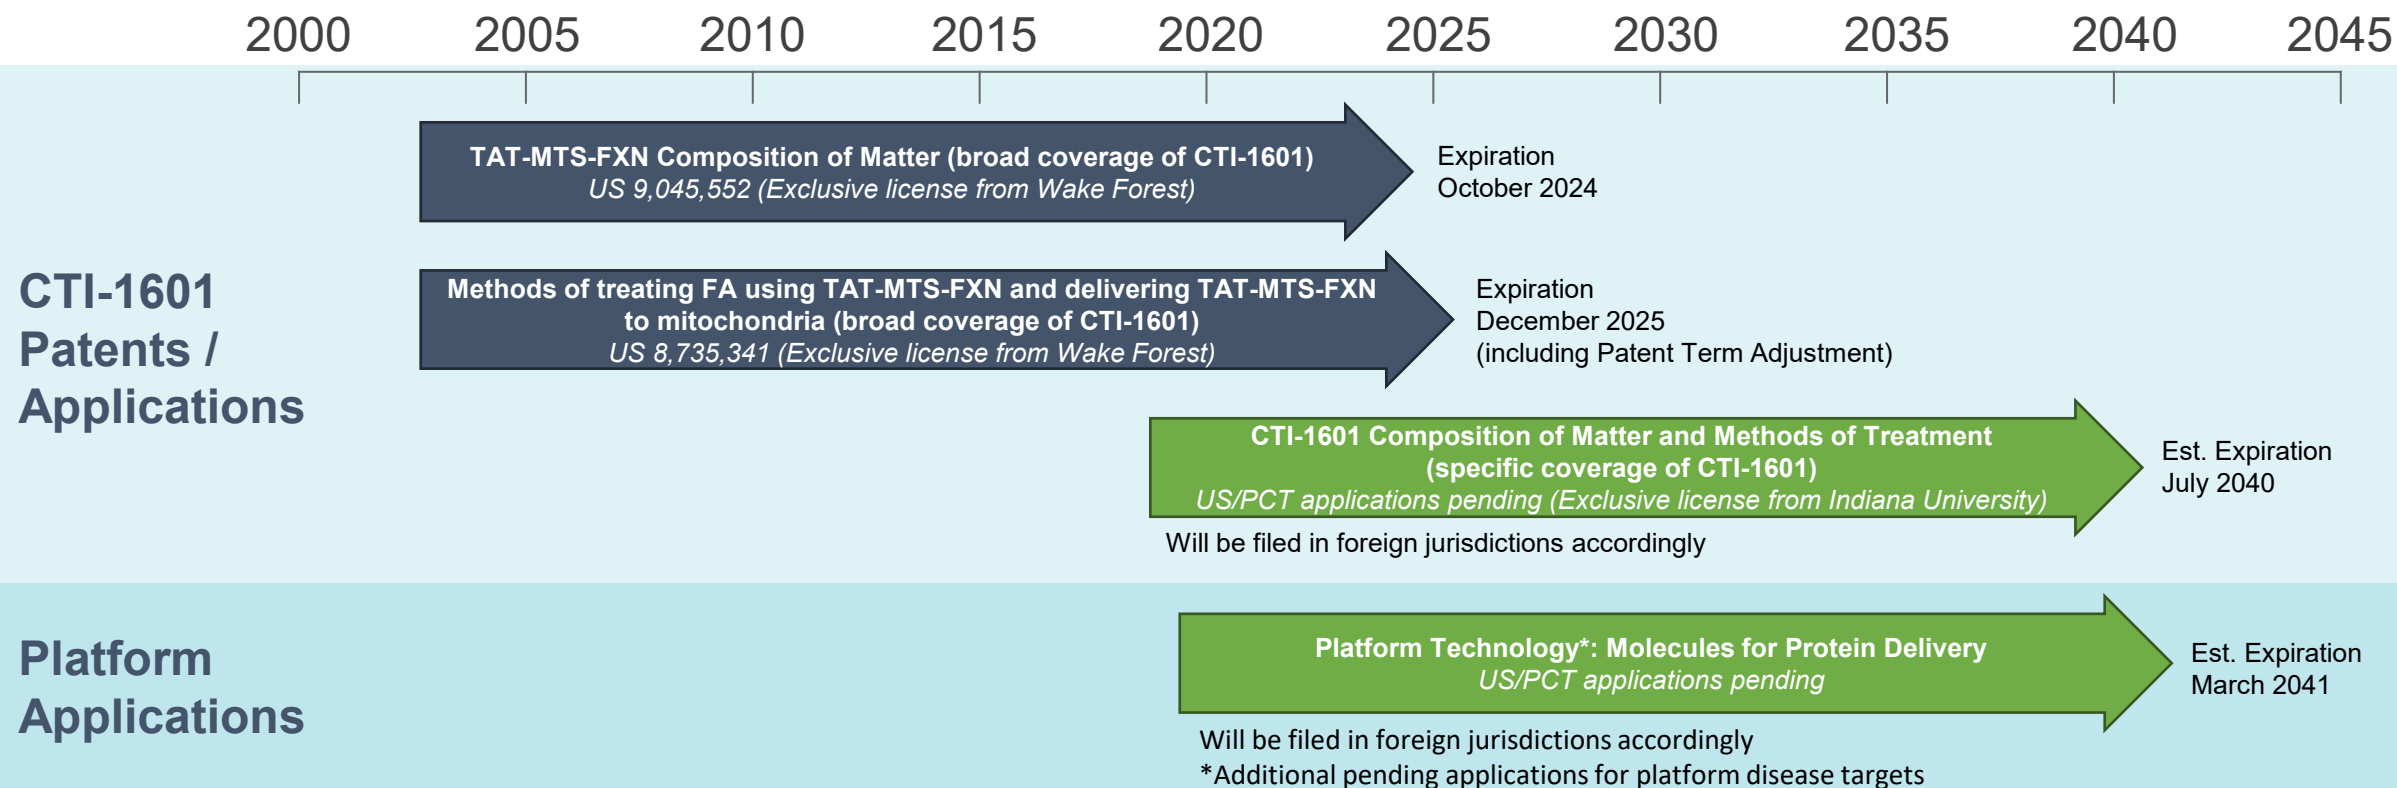 2000 2005 2010 2015 2020 2025 2030 2035 2040 2045
TAT-MTS-FXN Composition of Matter (broad coverage of CTI-1601)
US 9,045,552 (Exclusive license from Wake Forest)
Expiration
October 2024
CTI-1601
Patents /
Applications
Methods of treating FA using TAT-MTS-FXN and delivering TAT-MTS-FXN
to mitochondria (broad coverage of CTI-1601)
US 8,735,341 (Exclusive license from Wake Forest)
Expiration
December 2025
(including Patent Term Adjustment)
CTI-1601 Composition of Matter and Methods of Treatment
(specific coverage of CTI-1601)
US/PCT applications pending (Exclusive license from Indiana University)
Est. Expiration
July 2040
Will be filed in foreign jurisdictions accordingly
Platform
Applications
Platform Technology*: Molecules for Protein Delivery
US/PCT applications pending
Est. Expiration
March 2041
Will be filed in foreign jurisdictions accordingly
*Additional pending applications for platform disease targets